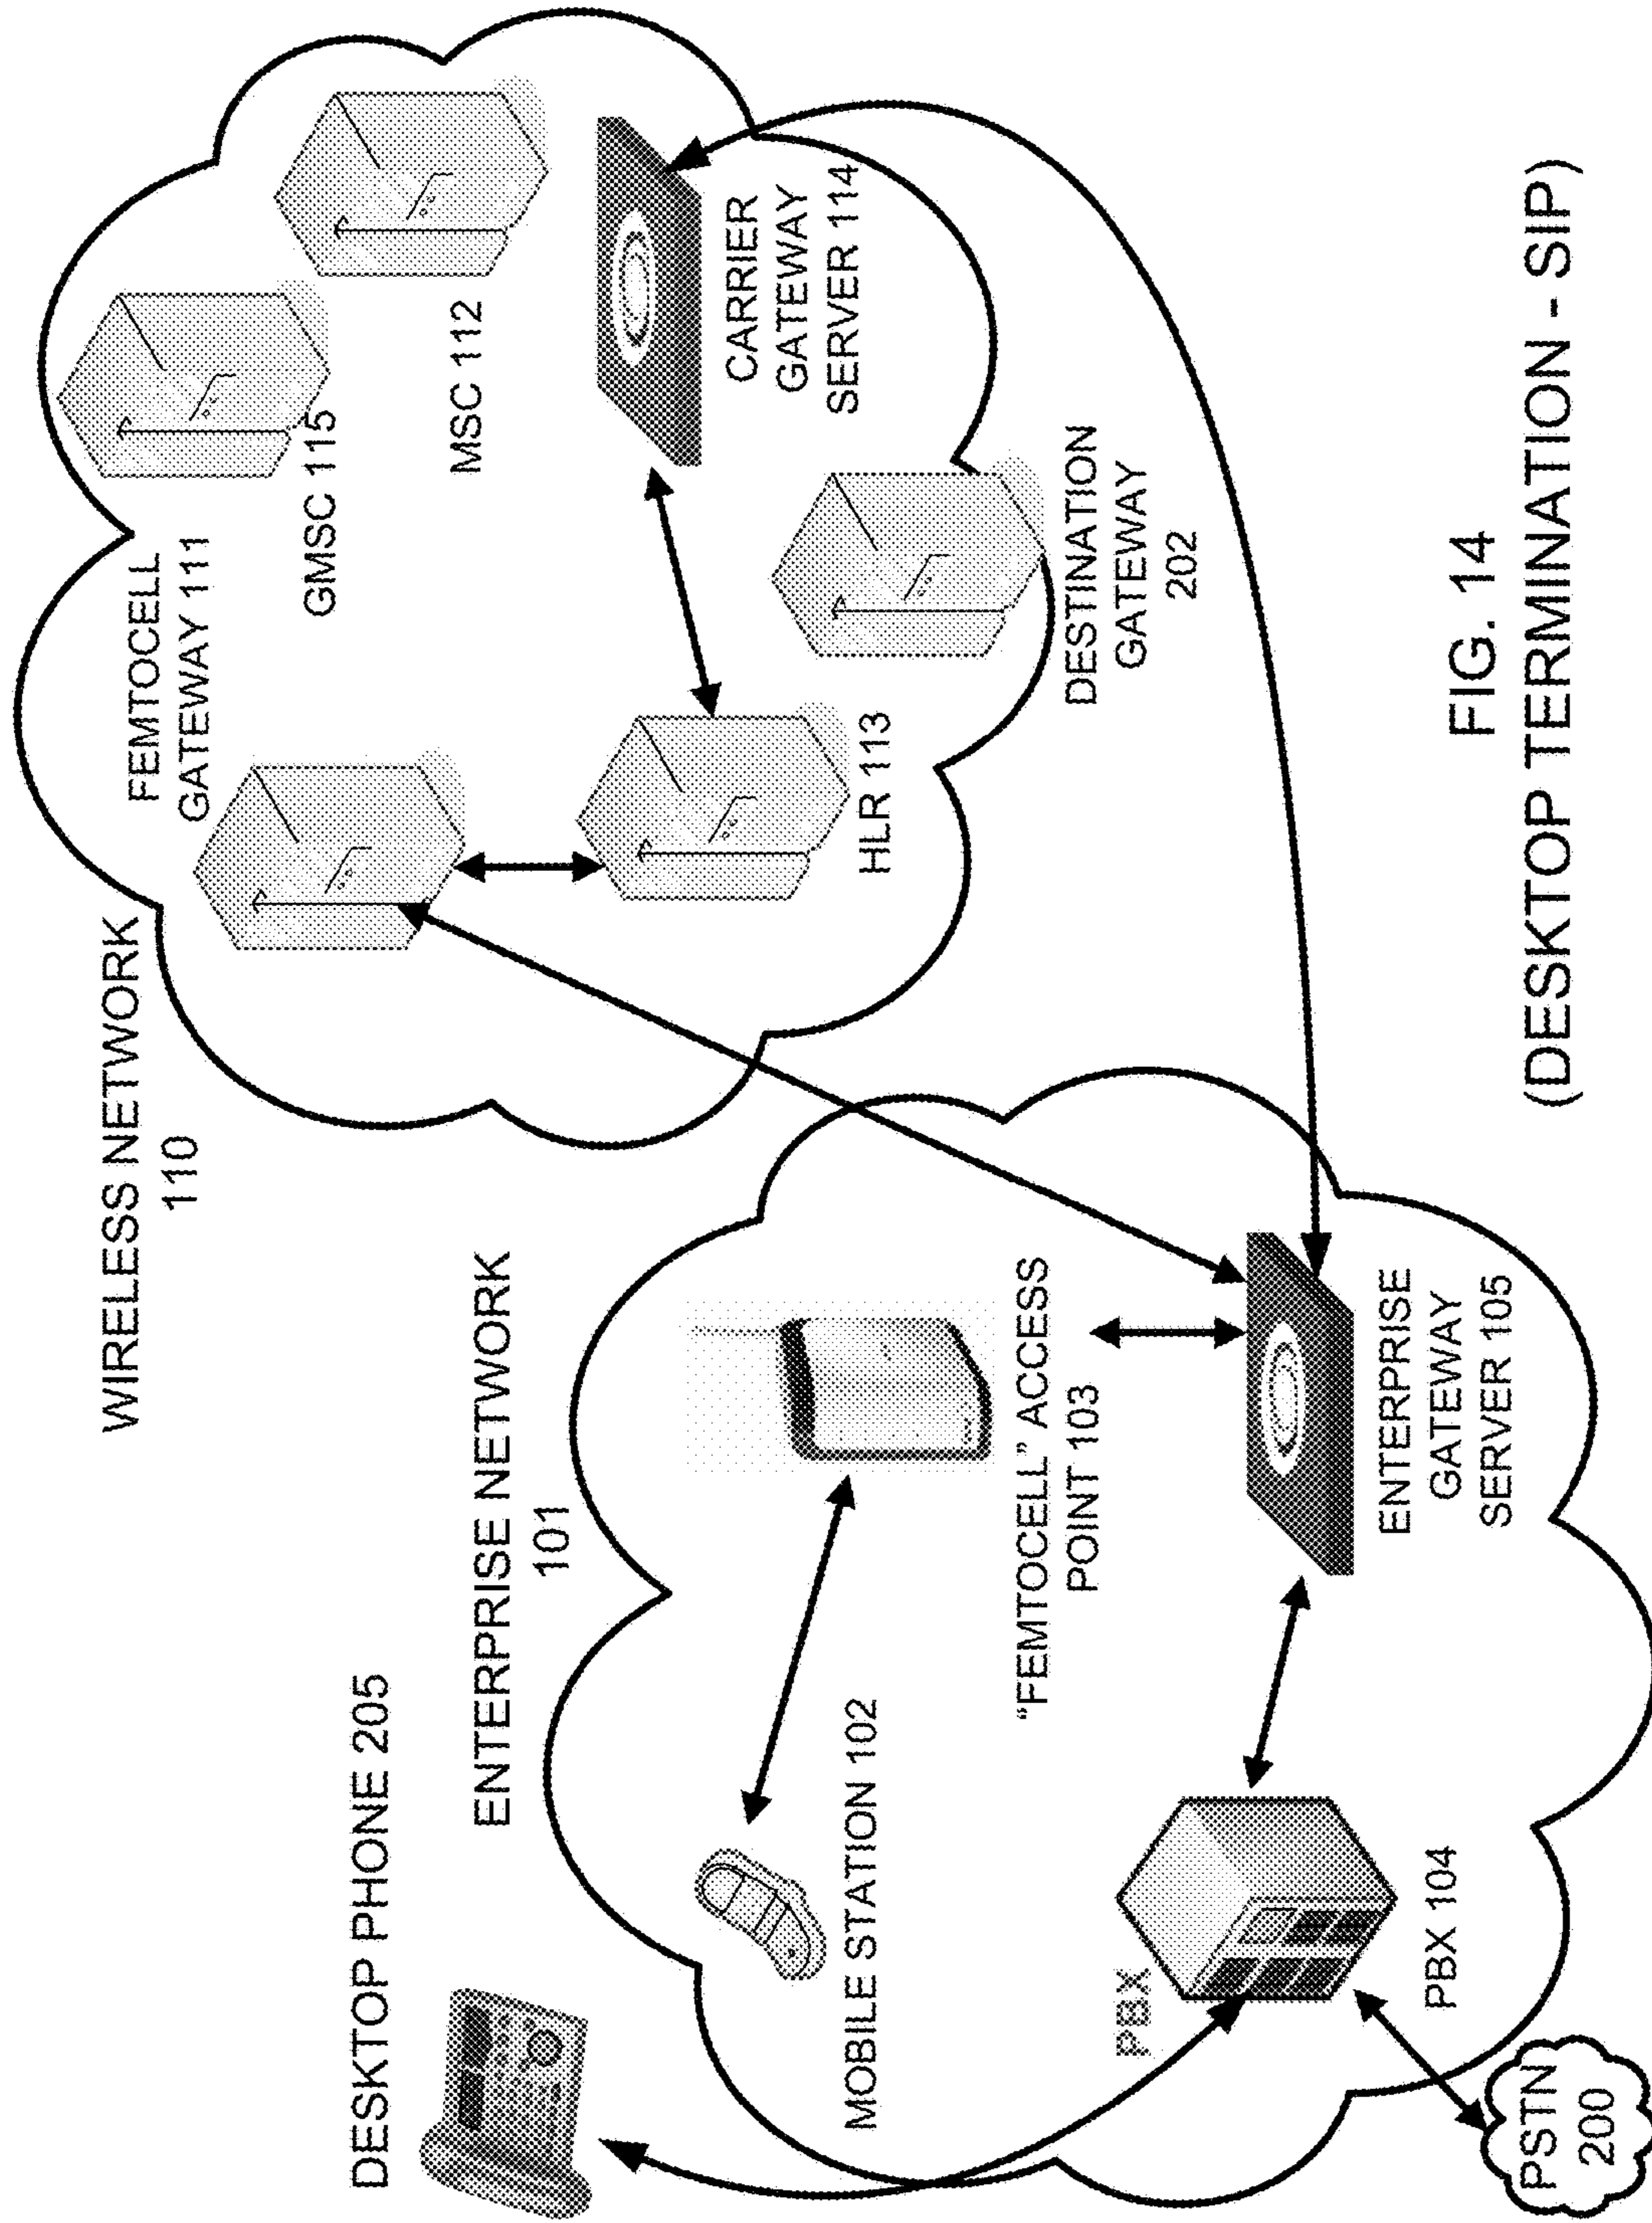 WIRELESS NETWORK
110
FEMTOCELL
GATEWAY 111
GMSC 115
MSC 112
CARRIER
GATEWAY
SERVER 114
HLR 113
DESTINATION
GATEWAY
202
DESKTOP PHONE 205
ENTERPRISE NETWORK
101
MOBILE STATION 102
“FEMTOCELL” ACCESS
POINT 103
PBX
PBX 104
ENTERPRISE
GATEWAY
SERVER 105
PSTN
200
FIG. 14
(DESKTOP TERMINATION - SIP)